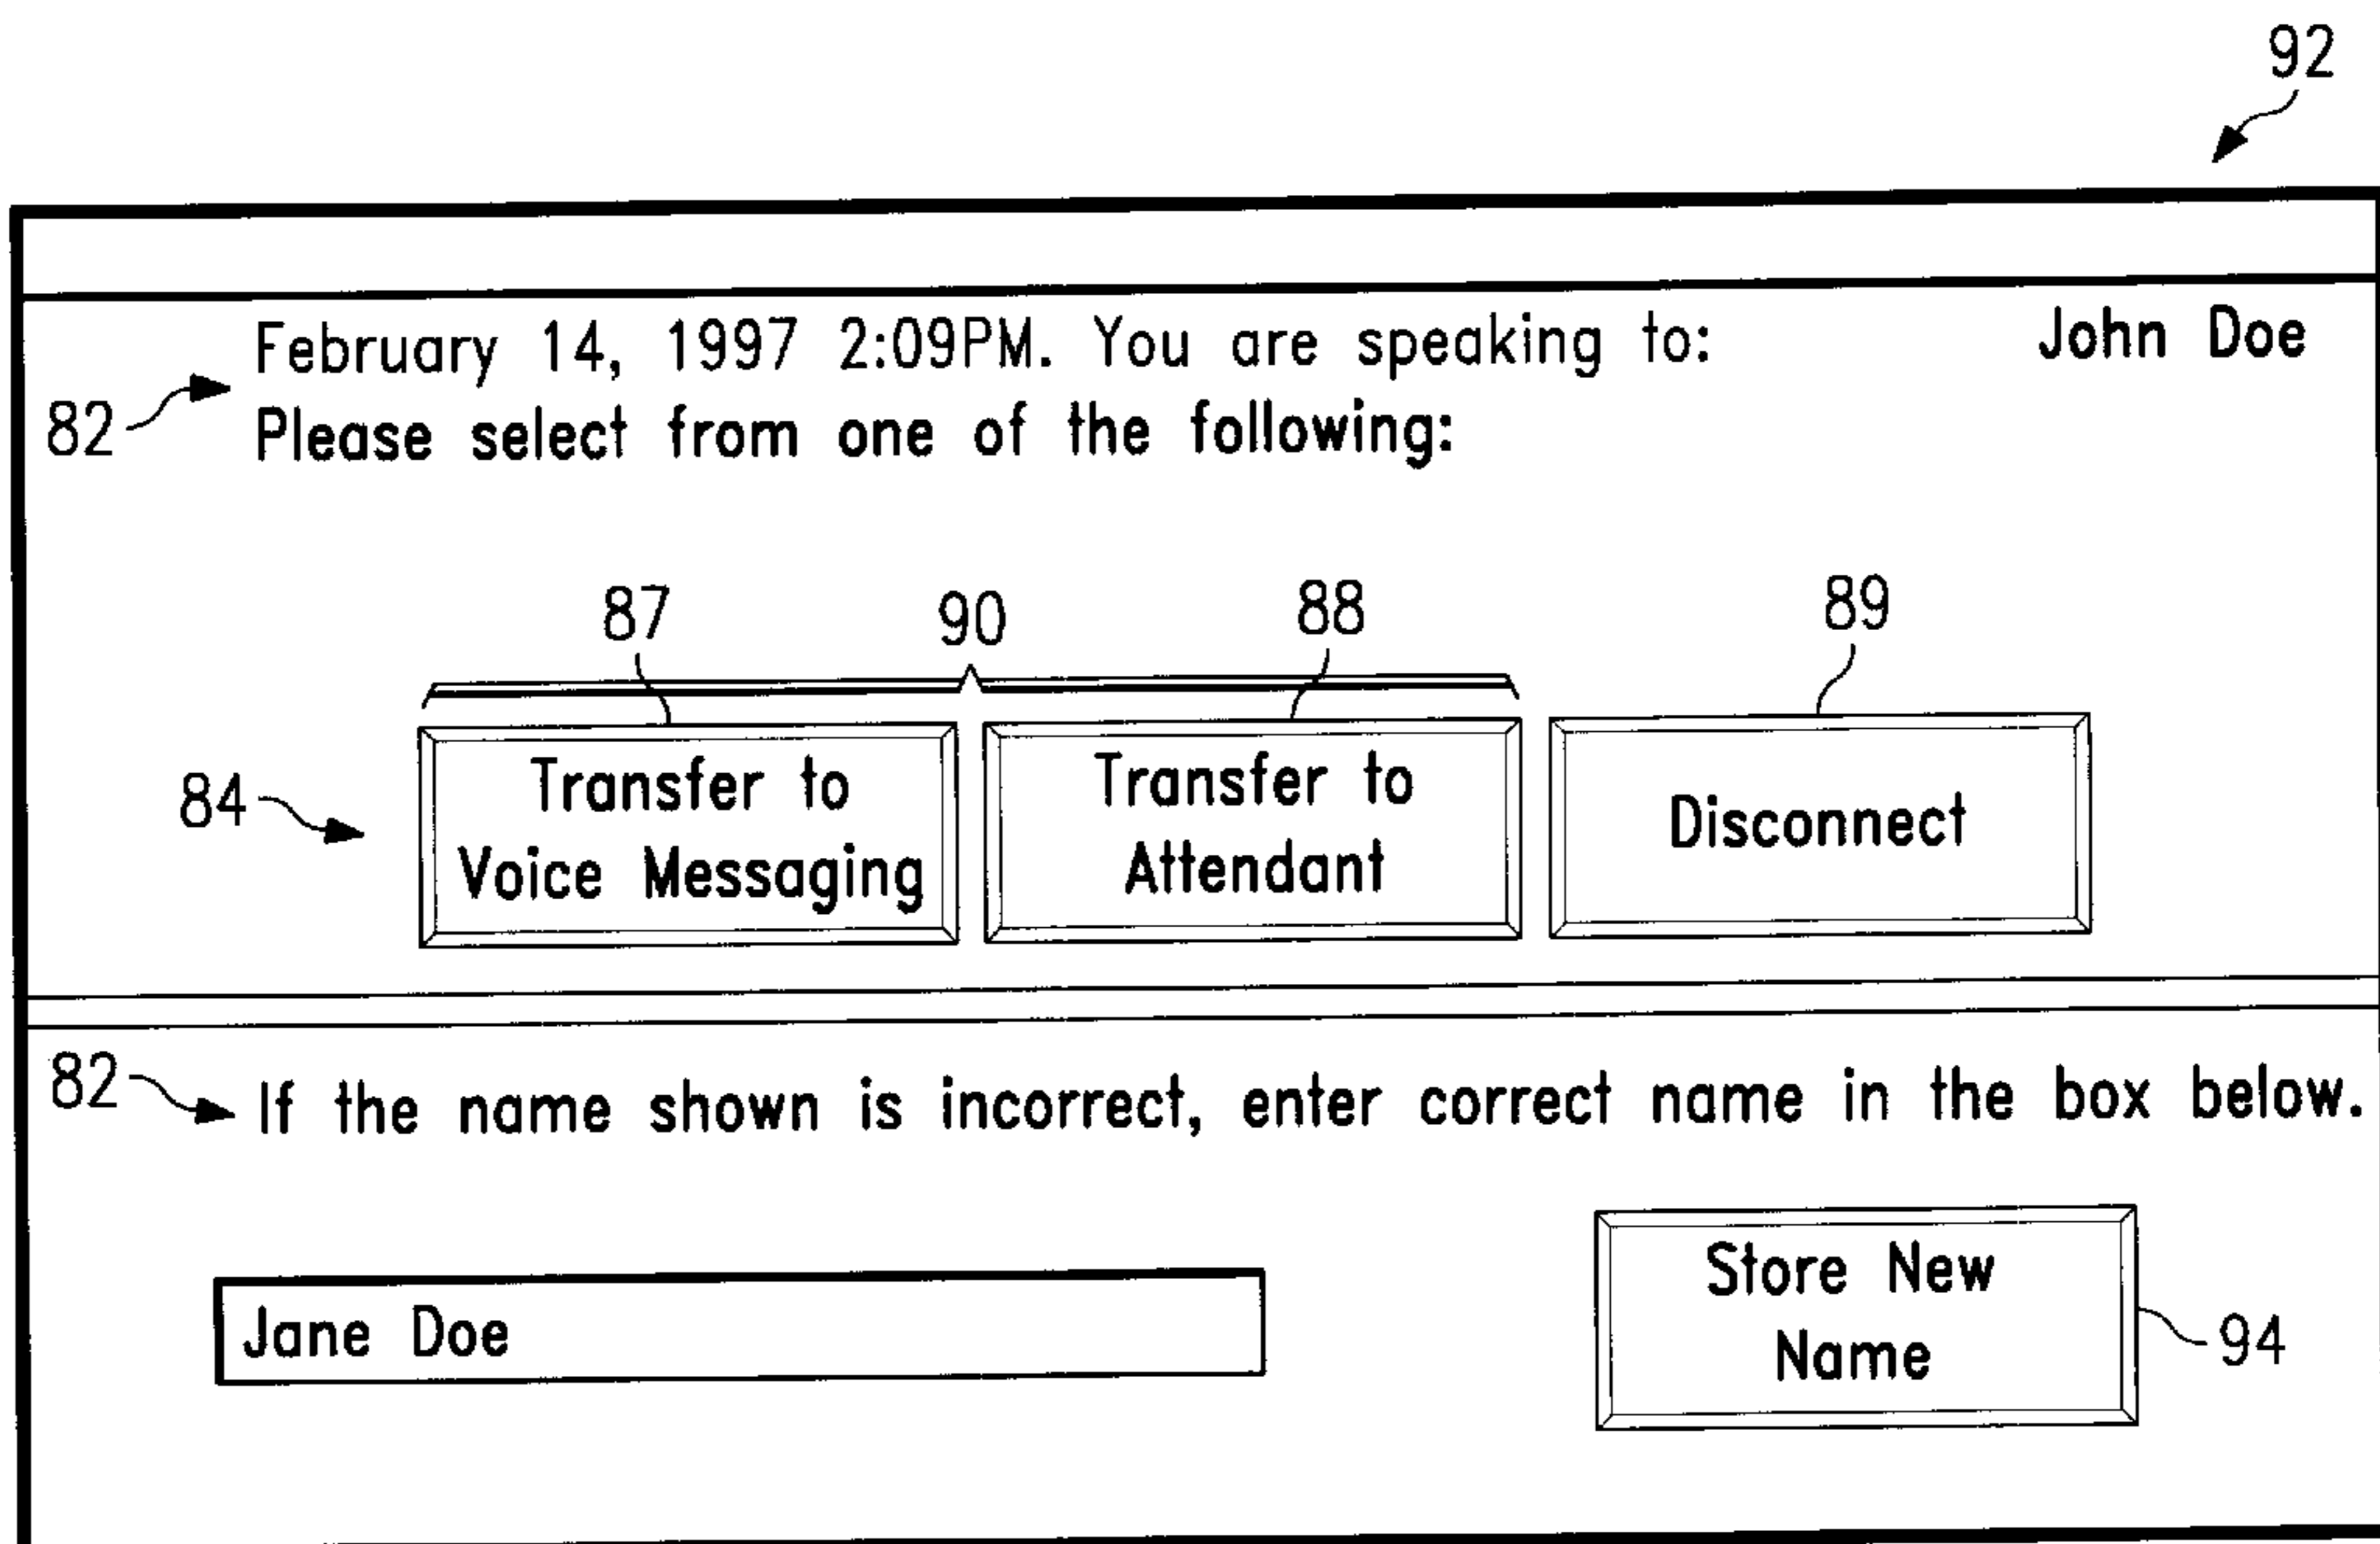 92
February 14, 1997 2:09PM. You are speaking to: John Doe
82
Please select from one of the following:
87 90 88 89
84
Transfer to
Voice Messaging
Transfer to
Attendant
Disconnect
82
If the name shown is incorrect, enter correct name in the box below.
Jane Doe
Store New
Name
94